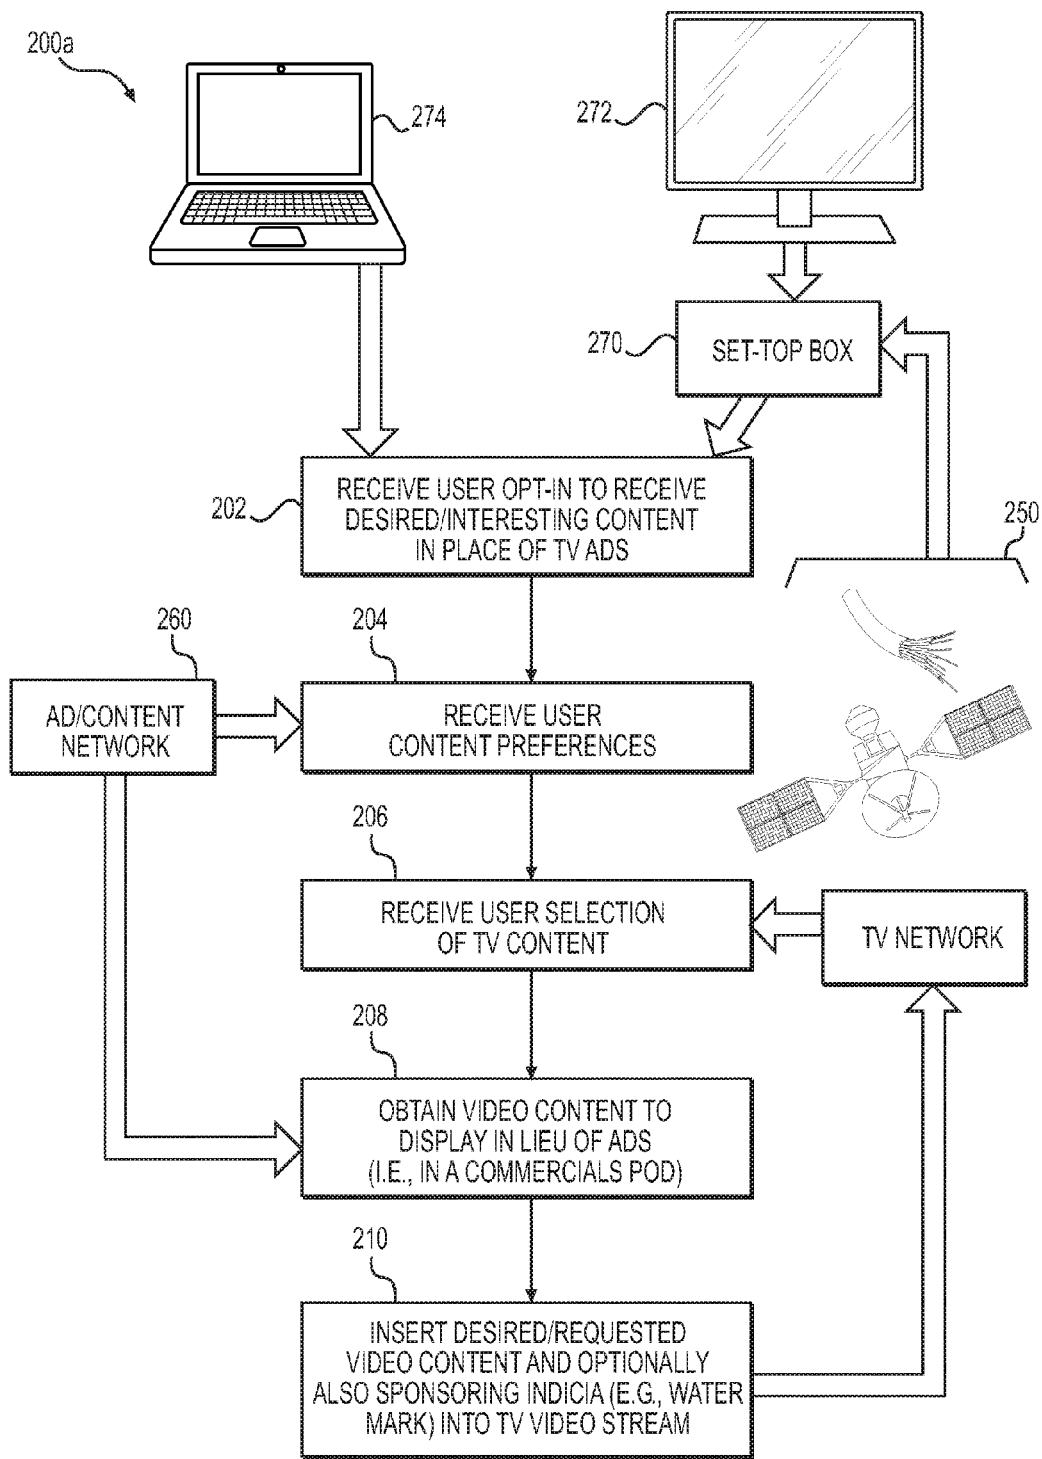 200a
274
272
270
SET-TOP BOX
202
RECEIVE USER OPT-IN TO RECEIVE
DESIRED/INTERESTING CONTENT
IN PLACE OF TV ADS
250
260
204
AD/CONTENT
NETWORK
RECEIVE USER
CONTENT PREFERENCES
206
RECEIVE USER SELECTION
OF TV CONTENT
TV NETWORK
208
OBTAIN VIDEO CONTENT TO
DISPLAY IN LIEU OF ADS
(I.E., IN A COMMERCIALS POD)
210
INSERT DESIRED/REQUESTED
VIDEO CONTENT AND OPTIONALLY
ALSO SPONSORING INDICIA (E.G., WATER
MARK) INTO TV VIDEO STREAM